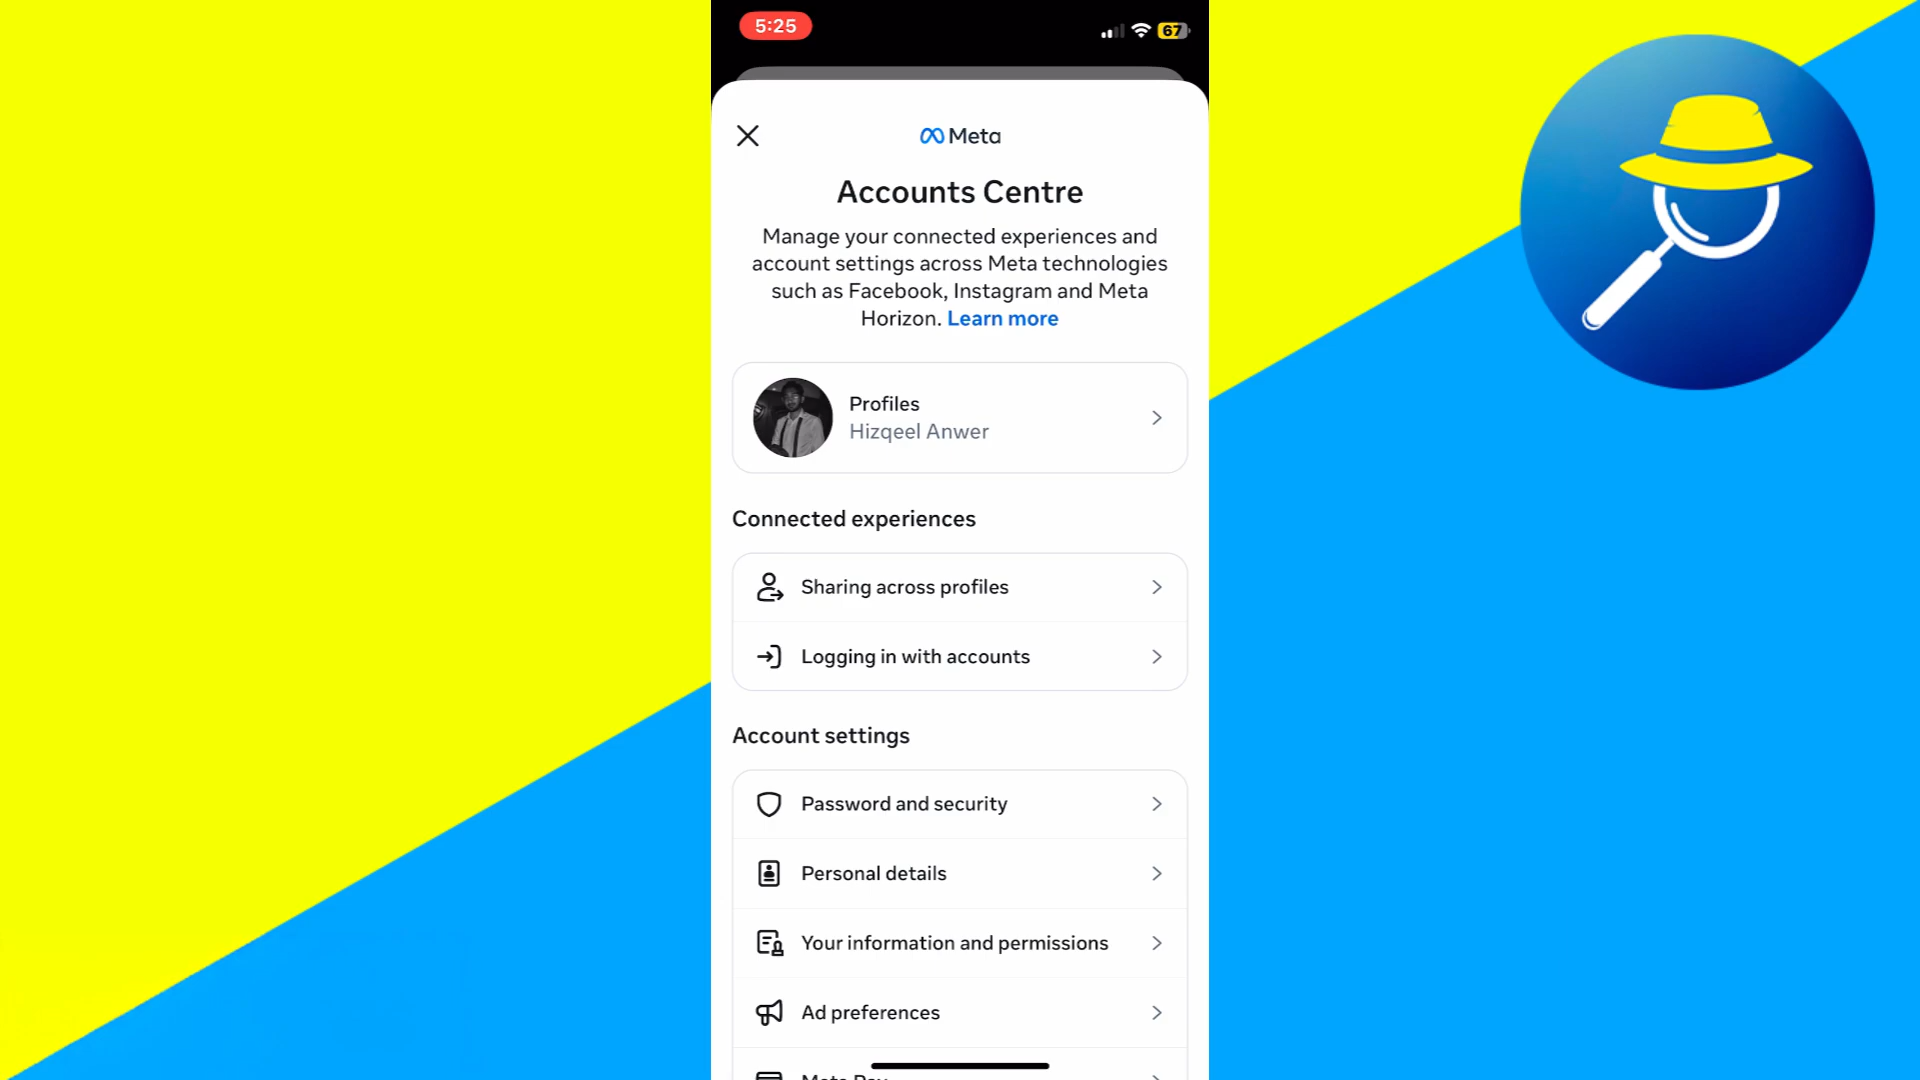 5:25
67
Meta
Accounts Centre
Manage your connected experiences and
account settings across Meta technologies
such as Facebook, Instagram and Meta
Horizon. Learn more
Profiles
Hizqeel Anwer
Connected experiences
Sharing across profiles
Logging in with accounts
Account settings
Password and security
Personal details
Your information and permissions
Ad preferences
Meta Pay